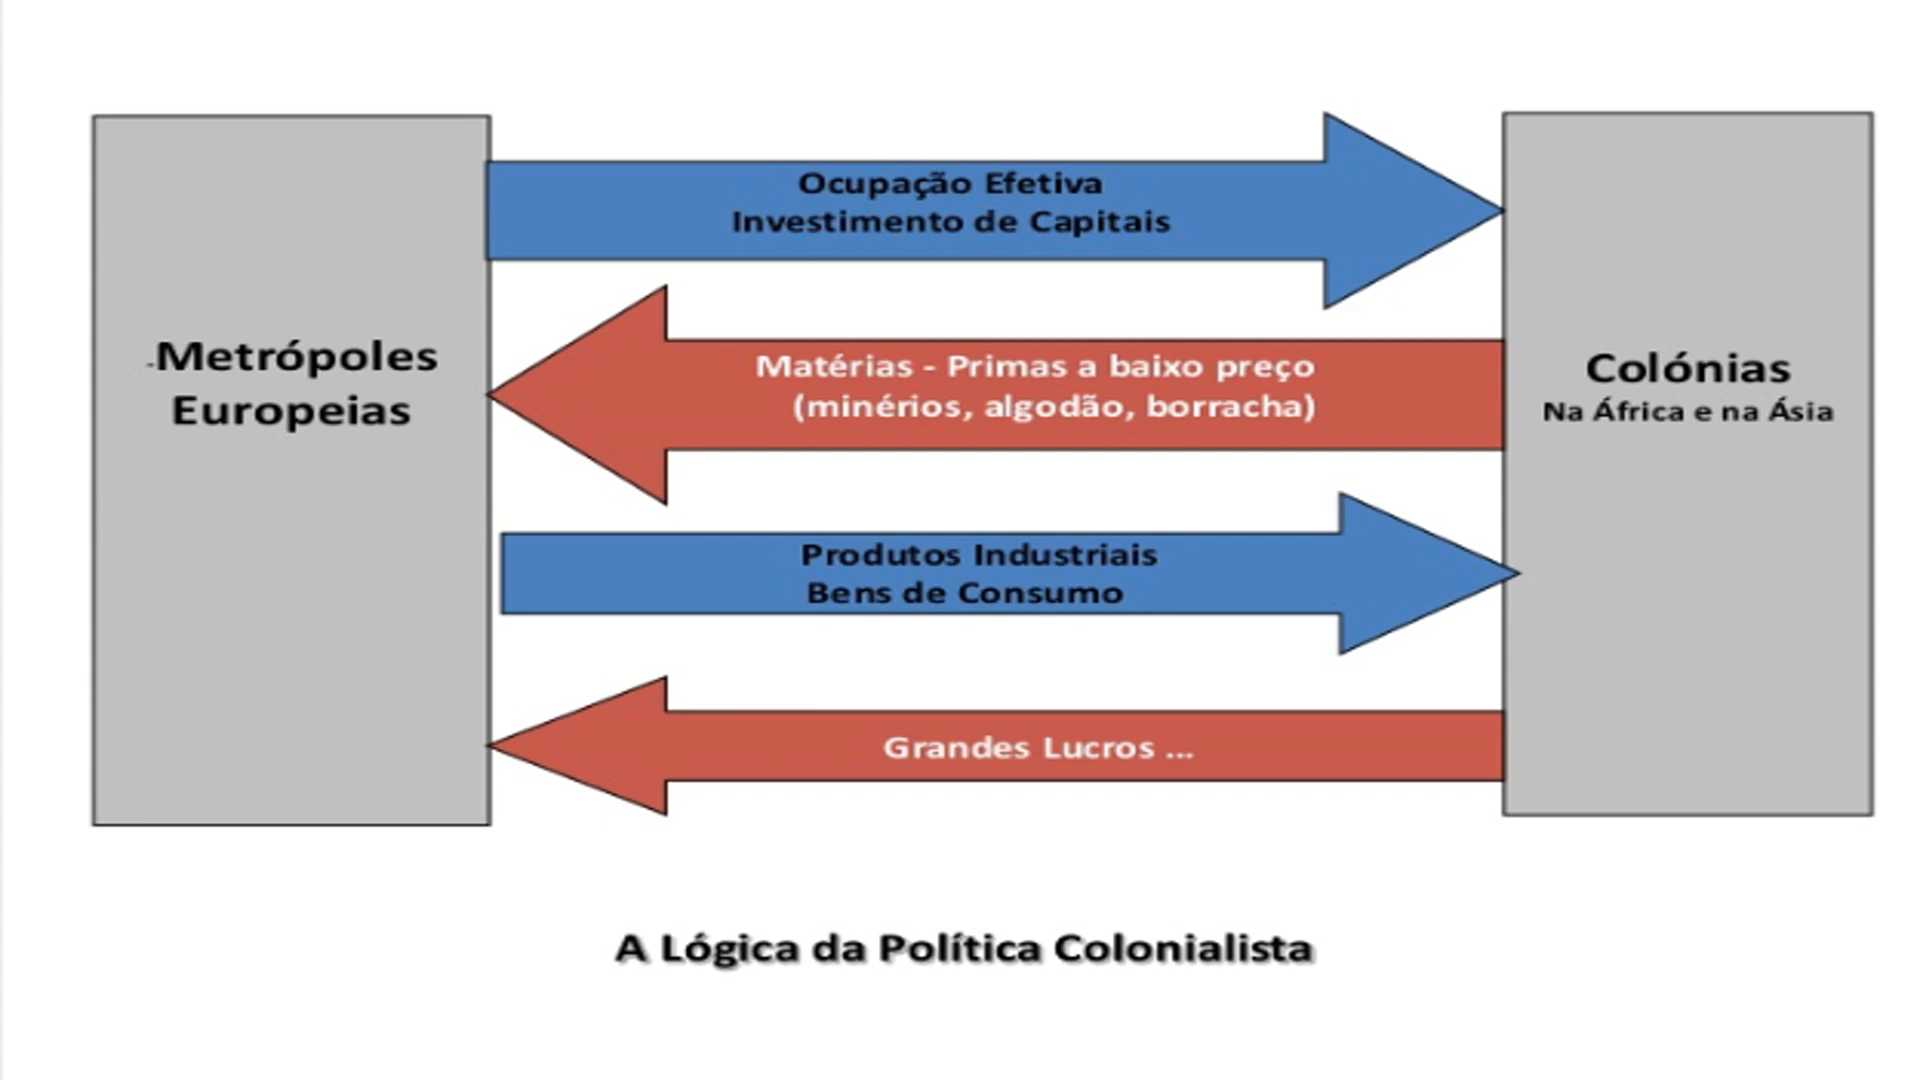 Ocupação Efetiva
Investimento de Capitais
-Metrópoles
Europeias
Matérias - Primas a baixo preço
(minérios, algodão, borracha)
Colónias
Na África e na Ásia
Produtos Industriais
Bens de Consumo
Grandes Lucros ...
A Lógica da Política Colonialista